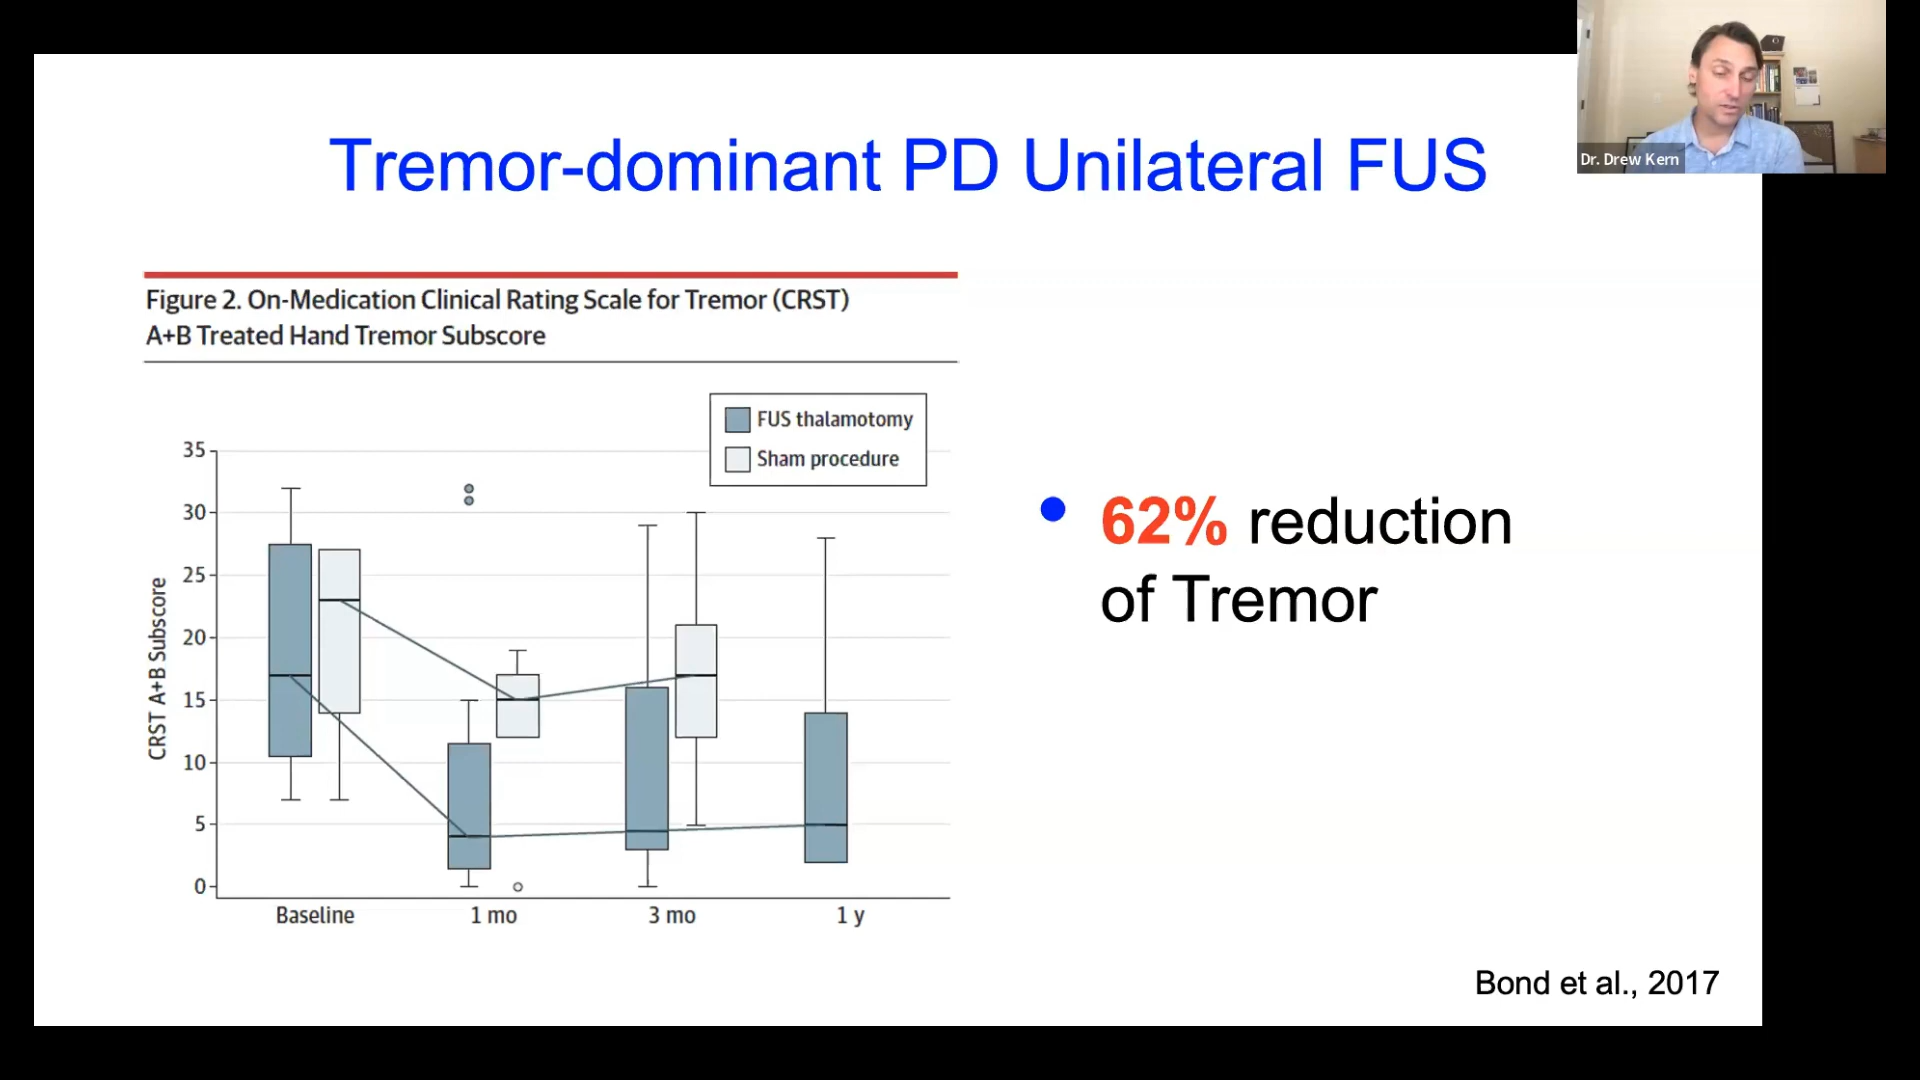 Dr. Drew Kern
Tremor-dominant PD Unilateral FUS
Figure 2. On-Medication Clinical Rating Scale for Tremor (CRST)
A+B Treated Hand Tremor Subscore
FUS thalamotomy
Sham procedure
CRST A+B Subscore
35
30
25
20
15
10
5
0
Baseline
1 mo
3 mo
1 y
• 62% reduction
of Tremor
Bond et al., 2017